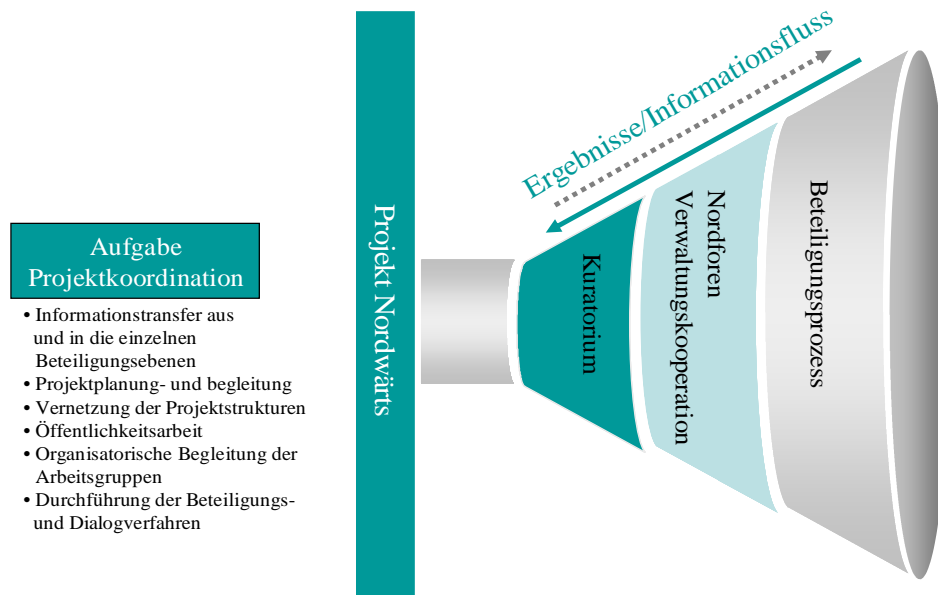 Aufgabe
Projektkoordination
• Informationstransfer aus
und in die einzelnen
Beteiligungsebenen
• Projektplanung- und begleitung
• Vernetzung der Projektstrukturen
• Öffentlichkeitsarbeit
• Organisatorische Begleitung der
Arbeitsgruppen
• Durchführung der Beteiligungs-
und Dialogverfahren
Projekt Nordwärts
Ergebnisse/Informationsfluss
Kuratorium
Nordforen
Verwaltungskooperation
Beteiligungsprozess